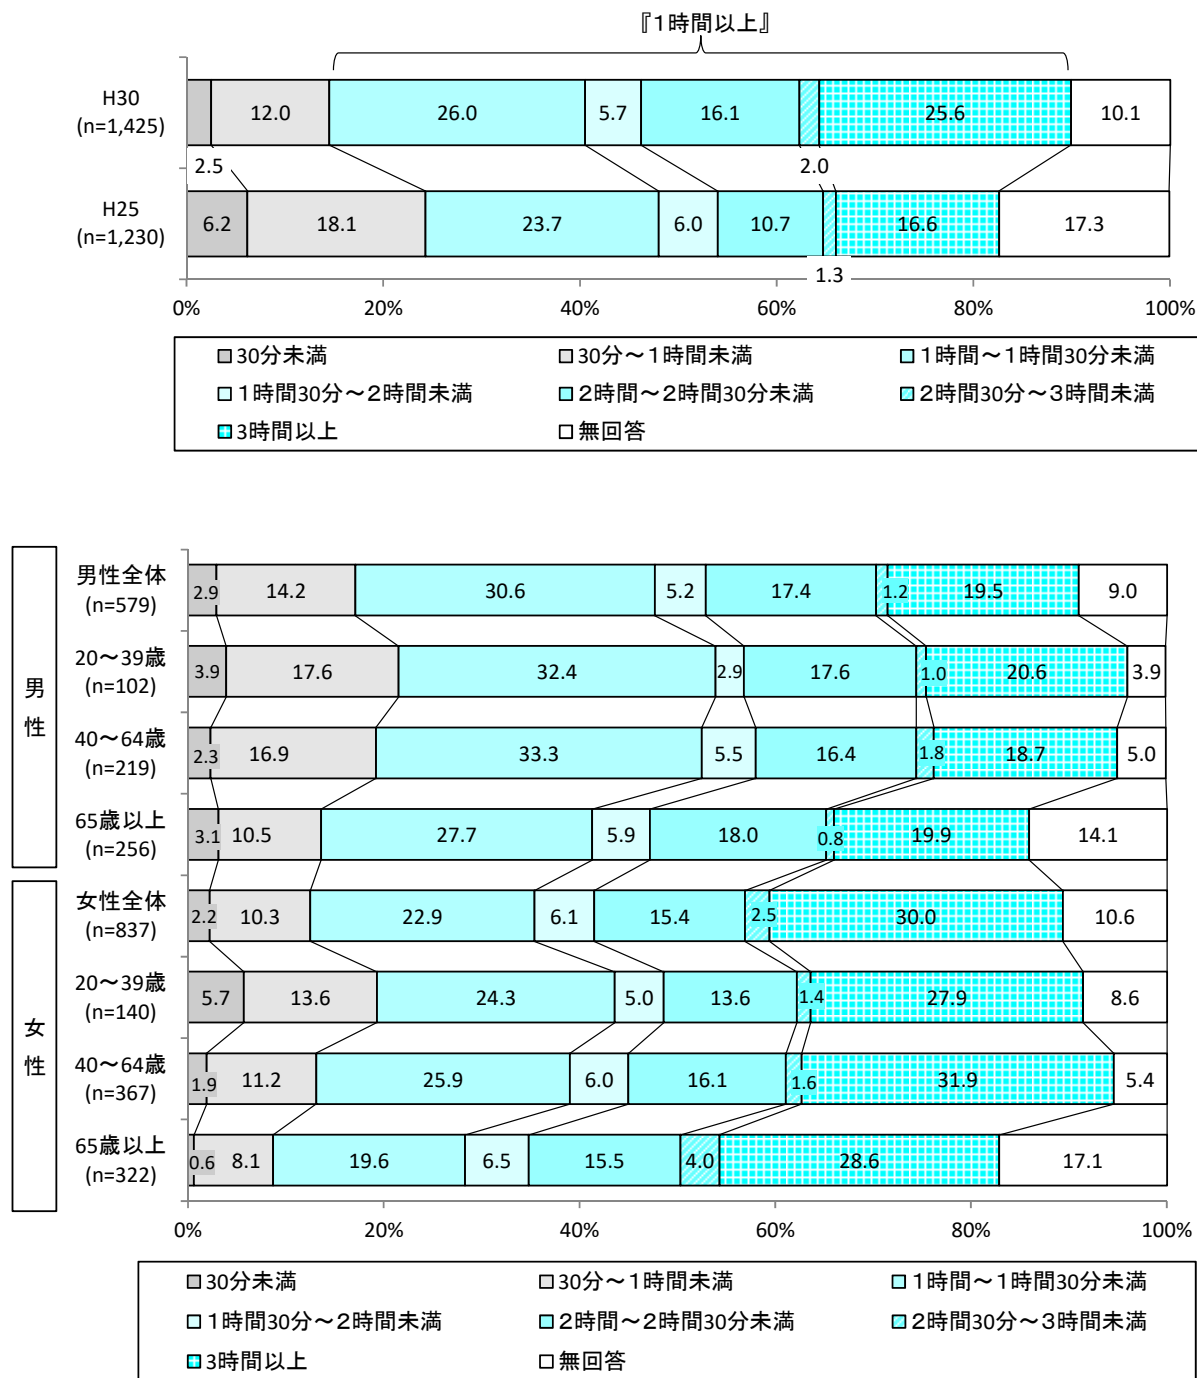 『1時間以上』
H30
(n=1,425)
12.0 26.0 5.7 16.1 25.6 10.1
2.5 2.0
H25
(n=1,230)
6.2 18.1 23.7 6.0 10.7 16.6 17.3
1.3
0% 20% 40% 60% 80% 100%
30分未満 30分～1時間未満 1時間～1時間30分未満
1時間30分～2時間未満 2時間～2時間30分未満 2時間30分～3時間未満
3時間以上 無回答
男性
男性全体
(n=579)
2.9 14.2 30.6 5.2 17.4 1.2 19.5 9.0
20～39歳
(n=102)
3.9 17.6 32.4 2.9 17.6 1.0 20.6 3.9
40～64歳
(n=219)
2.3 16.9 33.3 5.5 16.4 1.8 18.7 5.0
65歳以上
(n=256)
3.1 10.5 27.7 5.9 18.0 0.8 19.9 14.1
女性
女性全体
(n=837)
2.2 10.3 22.9 6.1 15.4 2.5 30.0 10.6
20～39歳
(n=140)
5.7 13.6 24.3 5.0 13.6 1.4 27.9 8.6
40～64歳
(n=367)
1.9 11.2 25.9 6.0 16.1 1.6 31.9 5.4
65歳以上
(n=322)
0.6 8.1 19.6 6.5 15.5 4.0 28.6 17.1
0% 20% 40% 60% 80% 100%
30分未満 30分～1時間未満 1時間～1時間30分未満
1時間30分～2時間未満 2時間～2時間30分未満 2時間30分～3時間未満
3時間以上 無回答